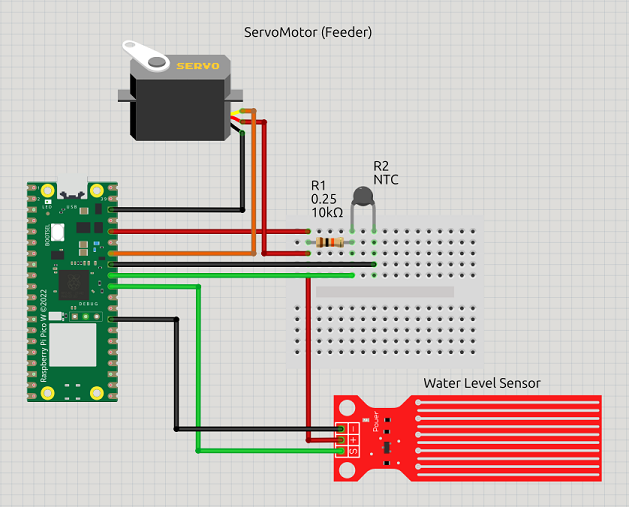 ServoMotor (Feeder)
SERVO
R2
NTC
R1
0.25
10kΩ
LED
USB
BOOTSEL
DEBUG
Raspberry Pi Pico W ©2022
Water Level Sensor
Power
-
+
S